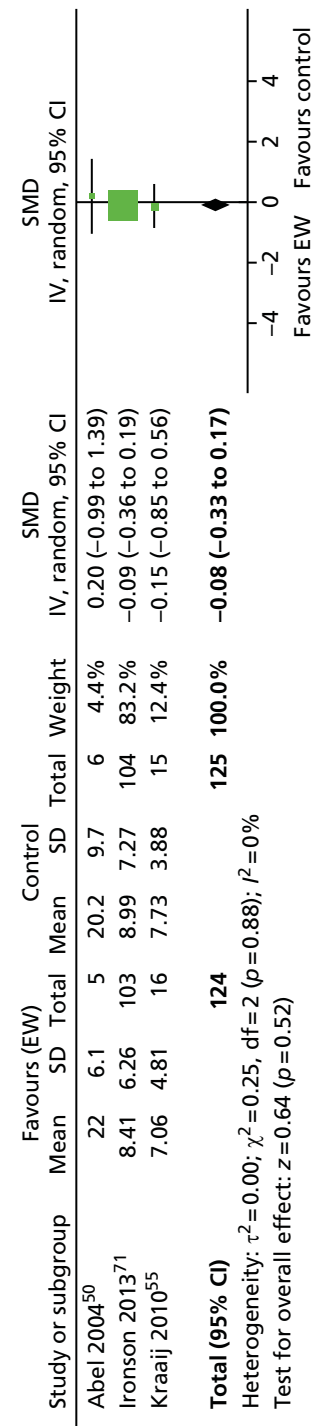 Favours (EW) Control SMD SMD
Study or subgroup Mean SD Total Mean SD Total Weight IV, random, 95% CI IV, random, 95% CI
Abel 2004⁵⁰ 22 6.1 5 20.2 9.7 6 4.4% 0.20 (−0.99 to 1.39)
Ironson 2013⁷¹ 8.41 6.26 103 8.99 7.27 104 83.2% −0.09 (−0.36 to 0.19)
Kraaij 2010⁵⁵ 7.06 4.81 16 7.73 3.88 15 12.4% −0.15 (−0.85 to 0.56)
Total (95% CI) 124 125 100.0% −0.08 (−0.33 to 0.17)
Heterogeneity: τ²=0.00; χ²=0.25, df=2 (p=0.88); I²=0%
Test for overall effect: z=0.64 (p=0.52)
−4 −2 0 2 4
Favours EW Favours control